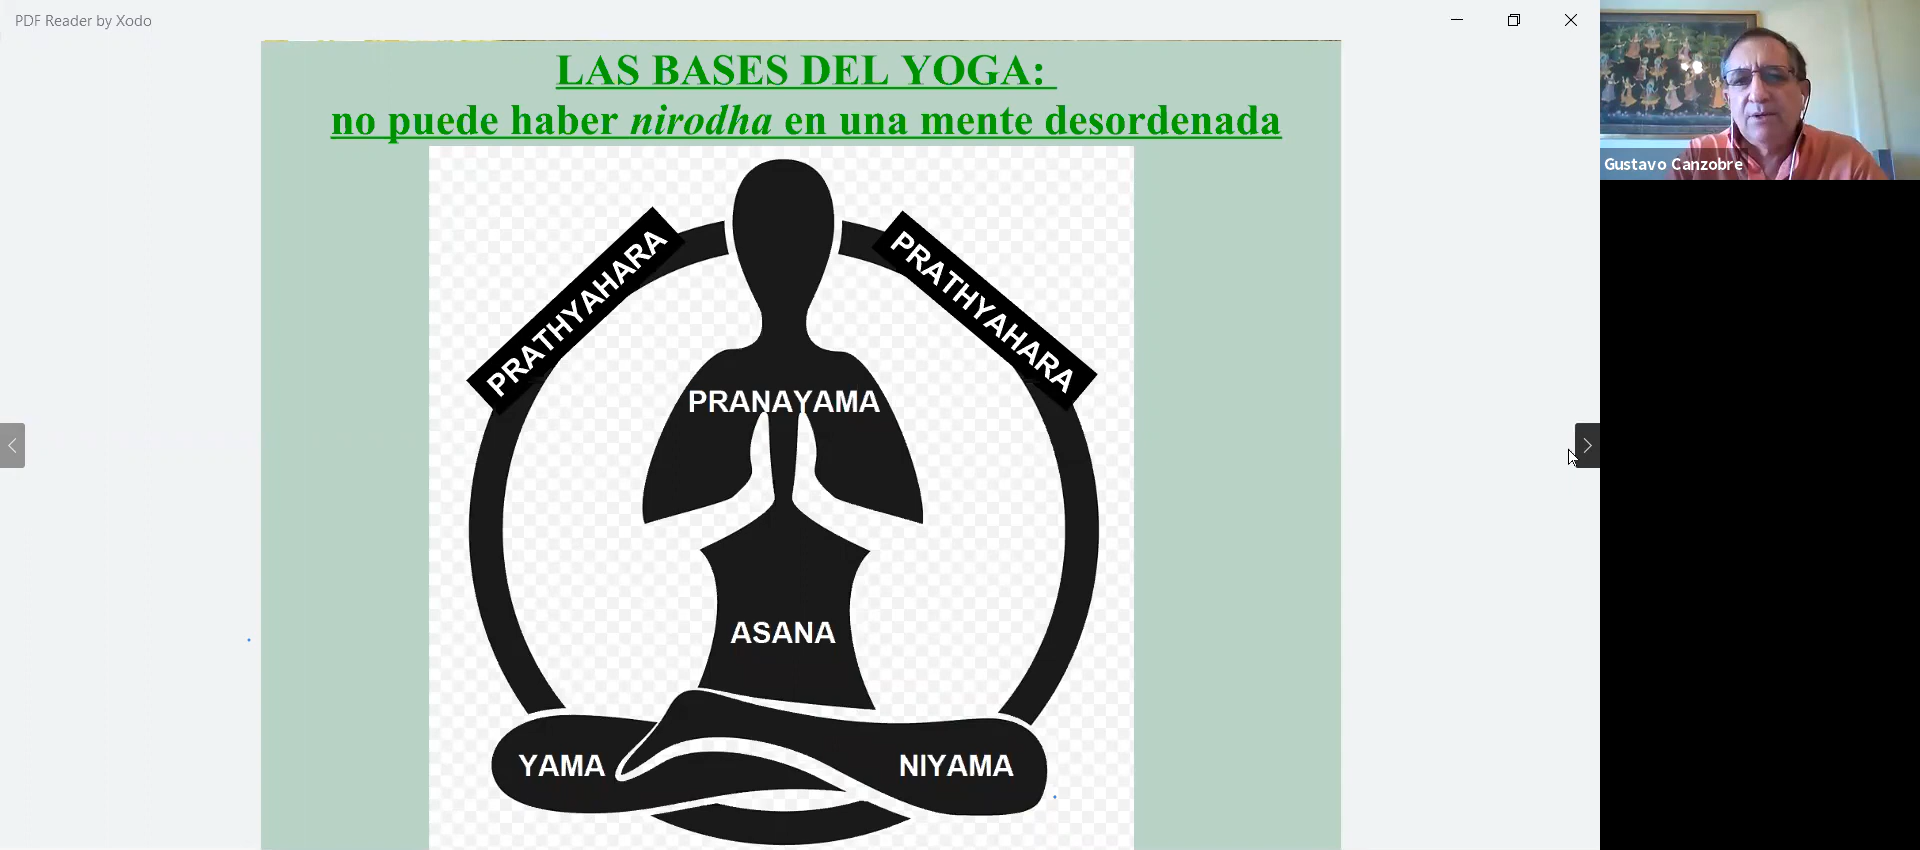 PDF Reader by Xodo
LAS BASES DEL YOGA:
no puede haber nirodha en una mente desordenada
PRATHYAHARA
PRATHYAHARA
PRANAYAMA
ASANA
YAMA
NIYAMA
Gustavo Canzobre